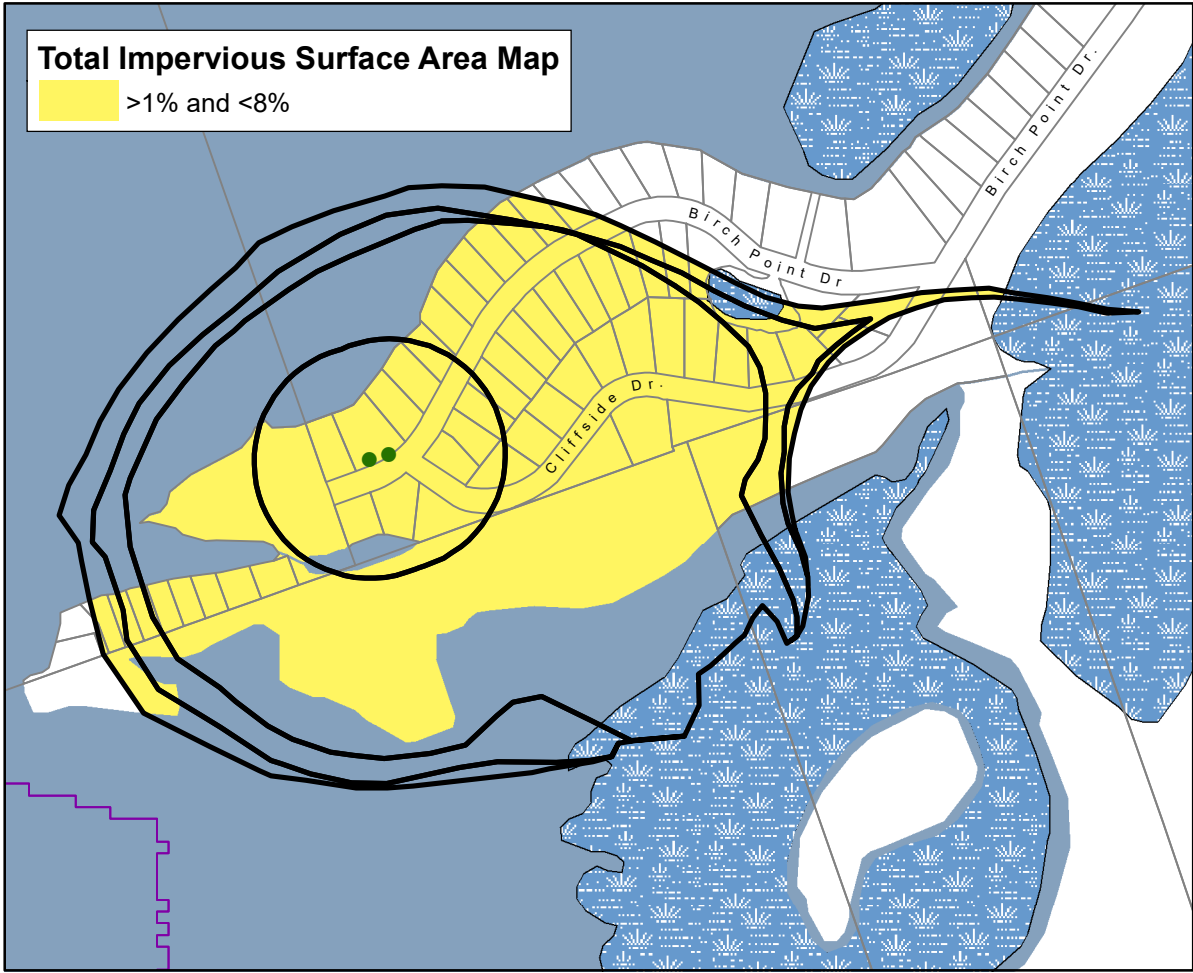 Total Impervious Surface Area Map
>1% and <8%
Birch Point Dr.
Birch Point Dr
Cliffside Dr.